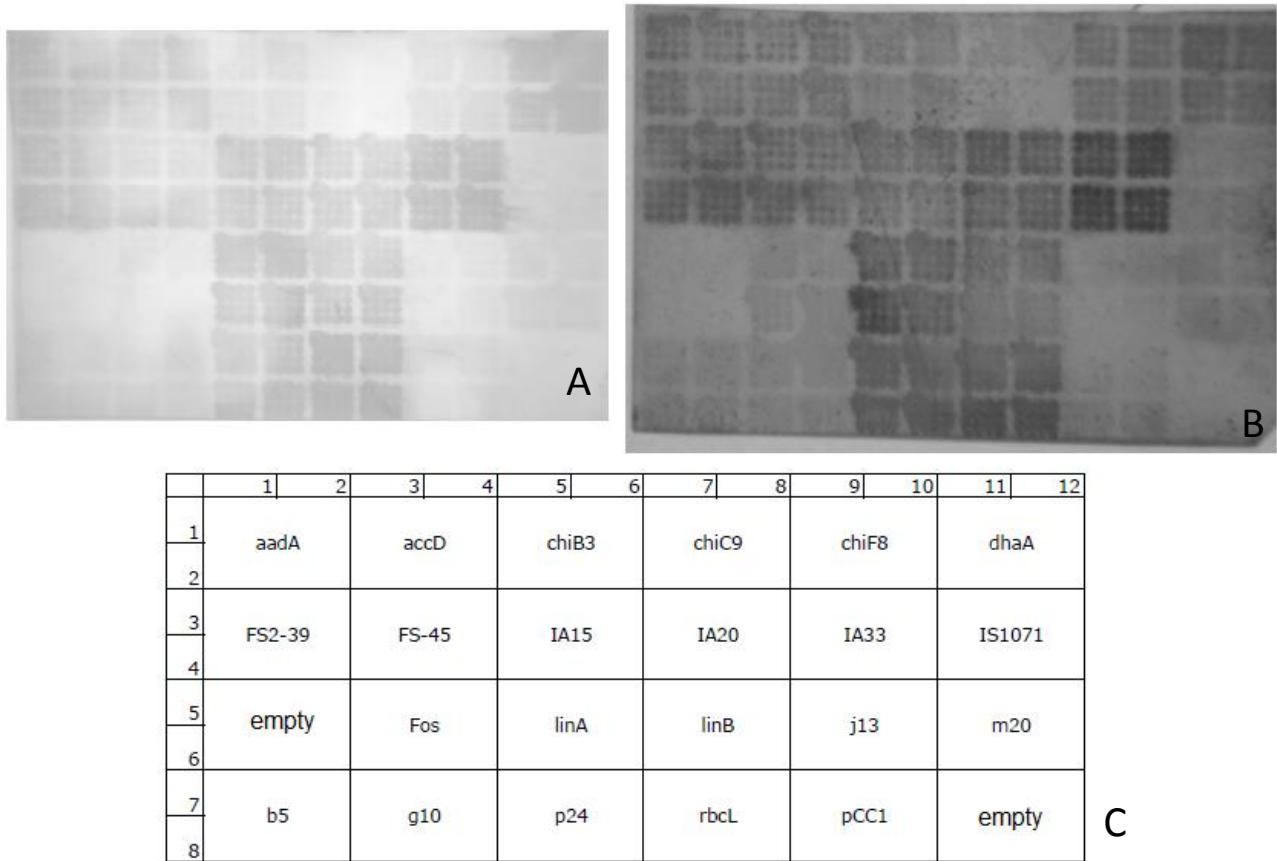 A
B
1 2 3 4 5 6 7 8 9 10 11 12
1
aadA accD chiB3 chiC9 chiF8 dhaA
2
3
FS2-39 FS-45 IA15 IA20 IA33 IS1071
4
5
empty Fos linA linB j13 m20
6
7
b5 g10 p24 rbcL pCC1 empty
8
C